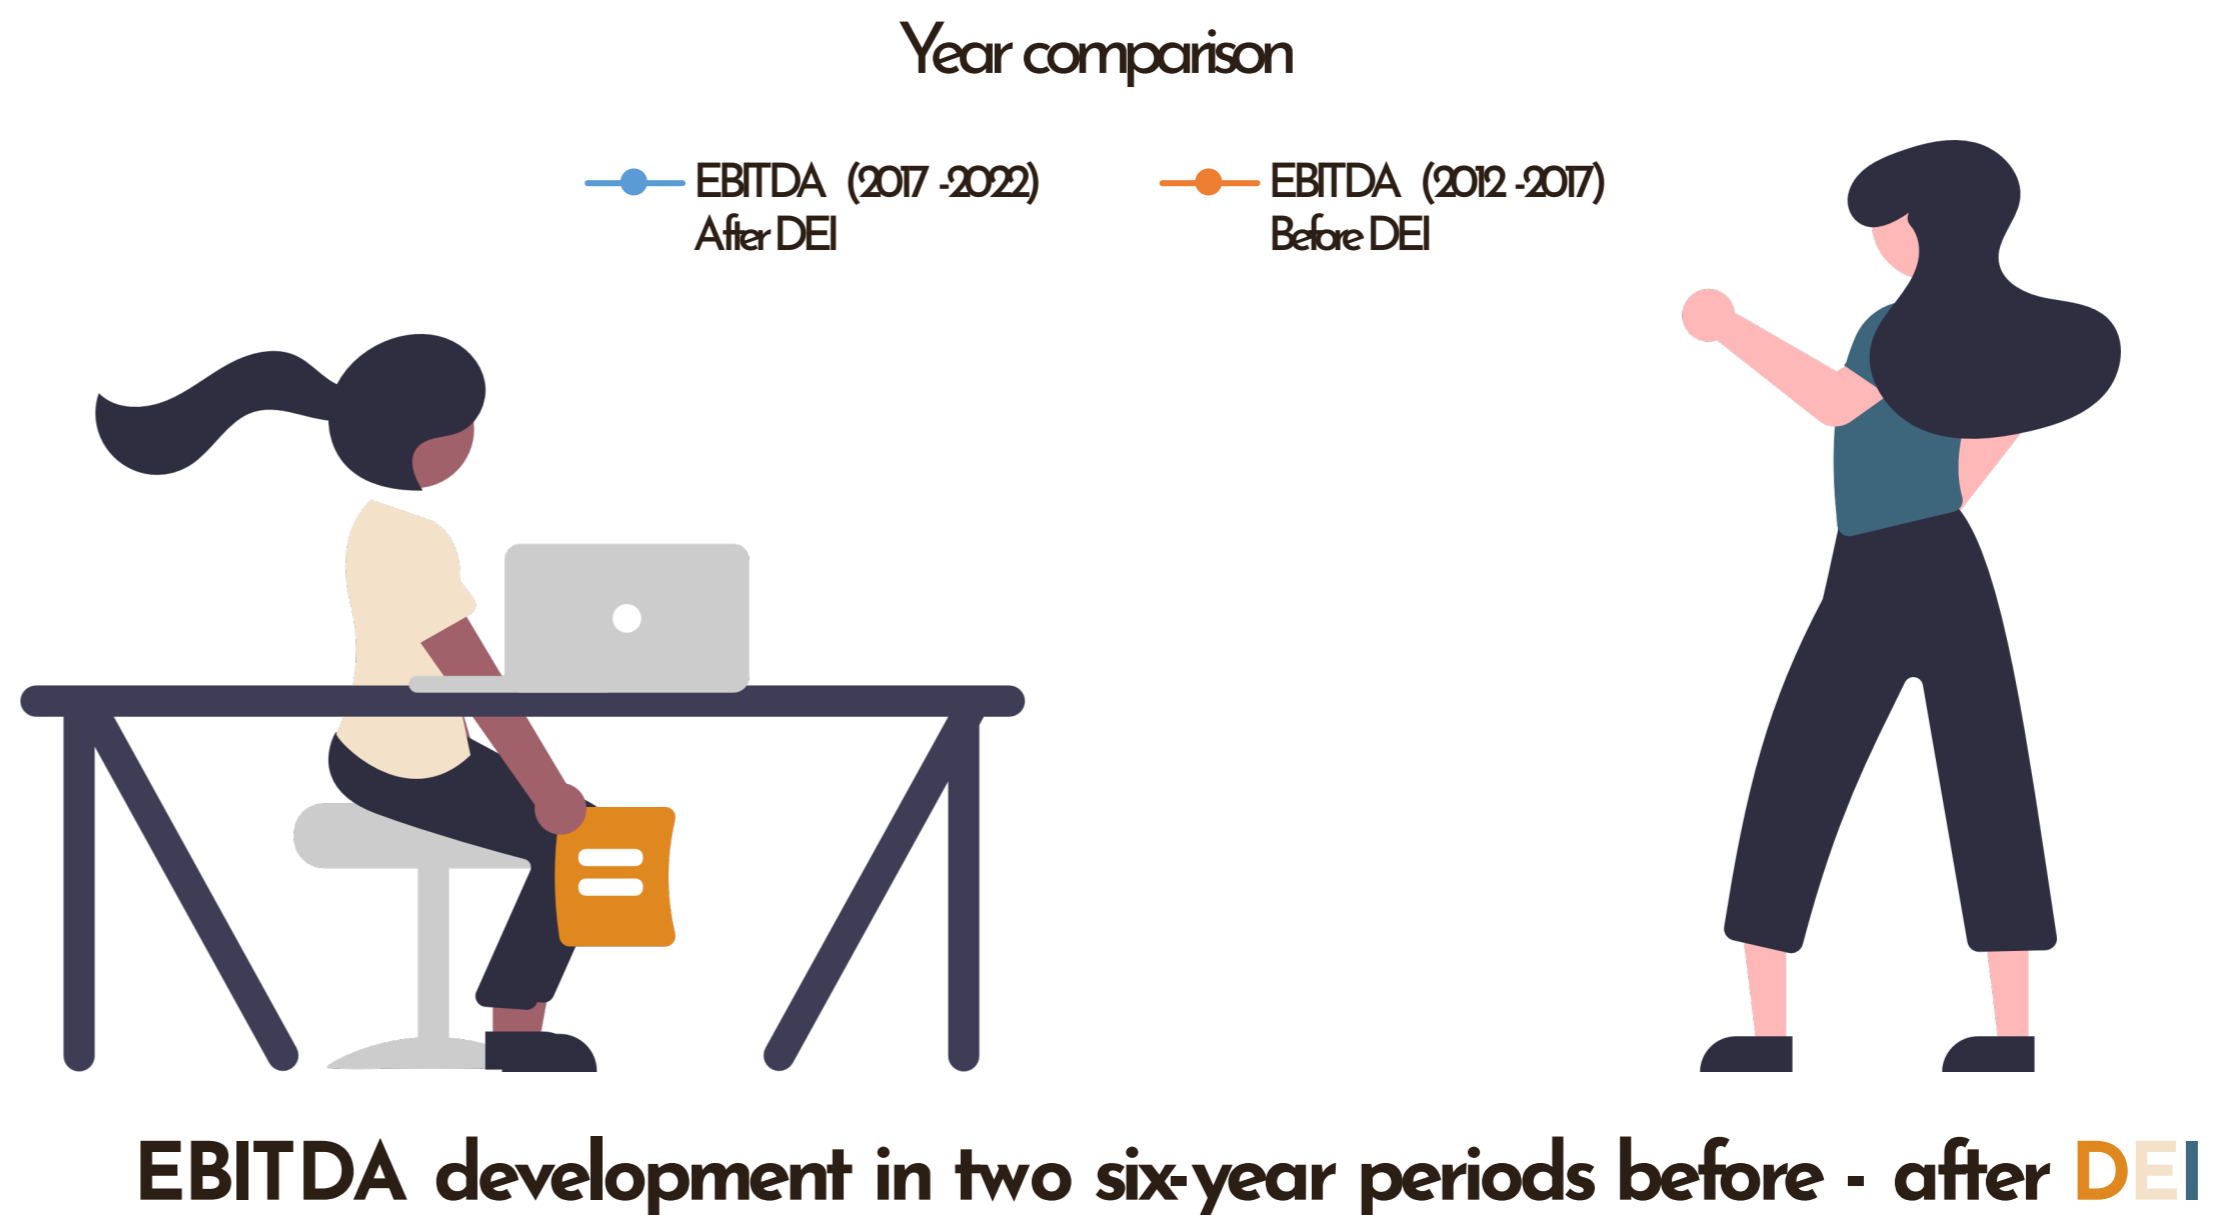 Year comparison
EBITDA (2017 -2022)
After DEI
EBITDA (2012 -2017)
Before DEI
EBITDA development in two six-year periods before - after DEI